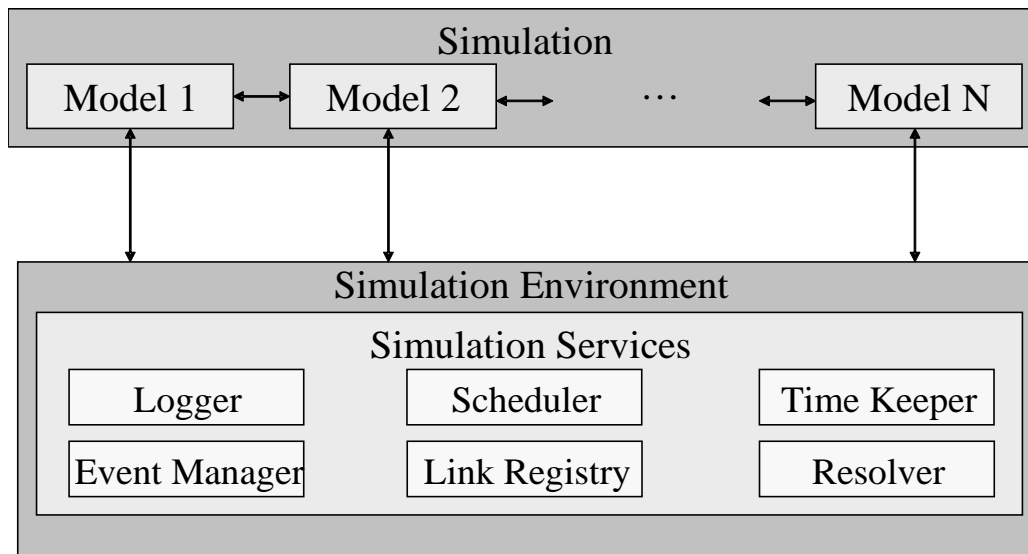 Simulation
Model 1
Model 2
...
Model N
Simulation Environment
Simulation Services
Logger
Scheduler
Time Keeper
Event Manager
Link Registry
Resolver